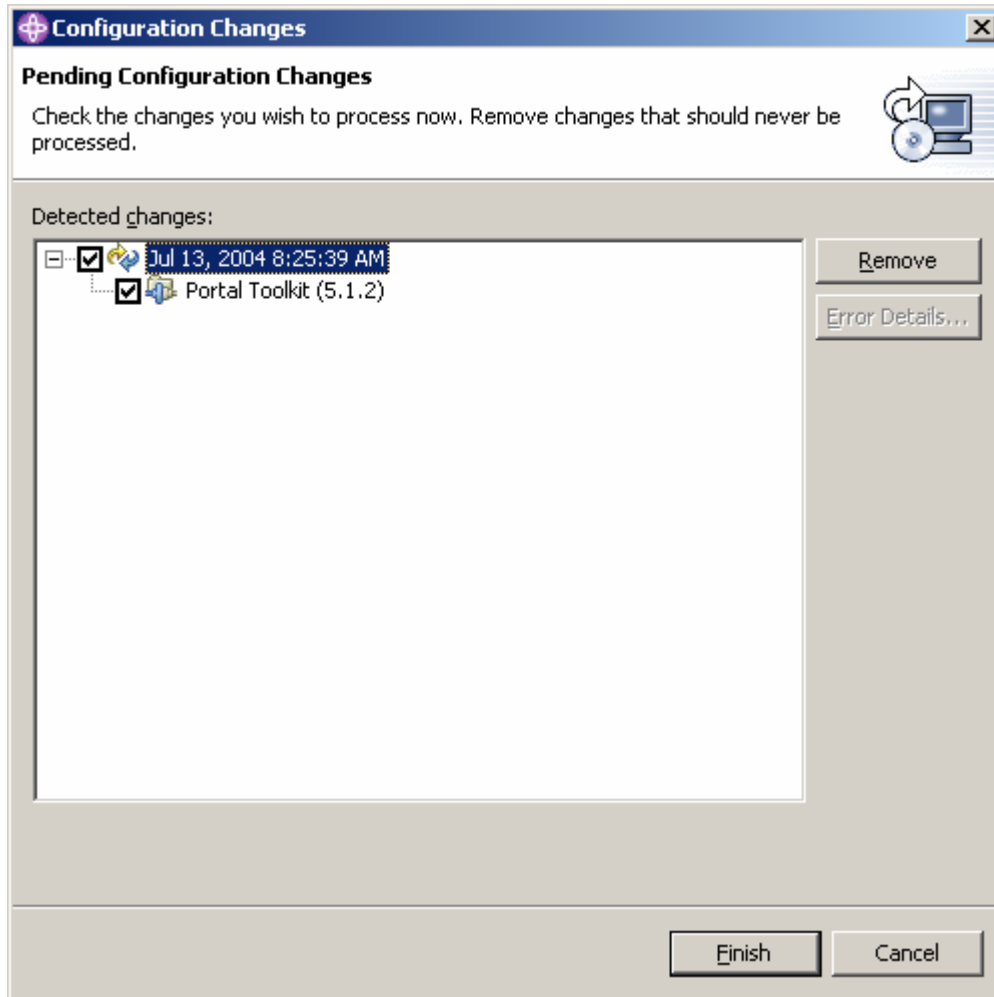 Configuration Changes
Pending Configuration Changes
Check the changes you wish to process now. Remove changes that should never be
processed.
Detected changes:
Jul 13, 2004 8:25:39 AM
Portal Toolkit (5.1.2)
Remove
Error Details...
Finish
Cancel